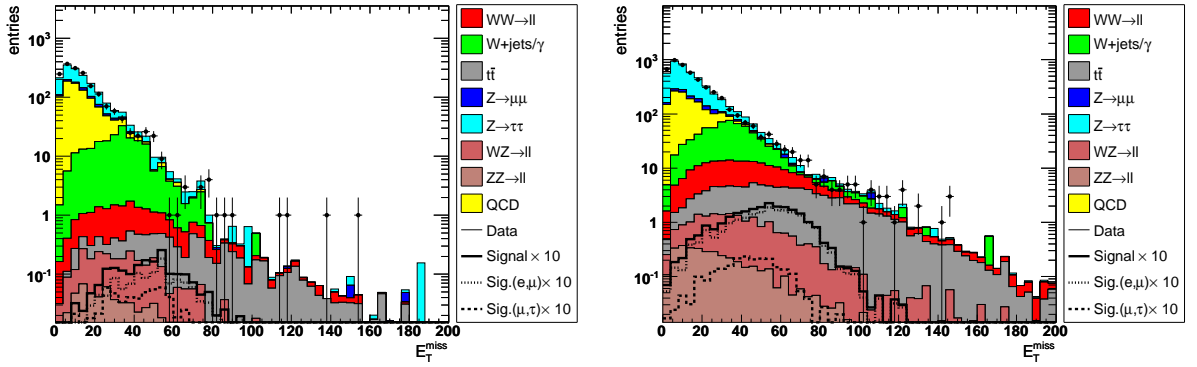 entries
10³
10²
10
1
10⁻¹
0 20 40 60 80 100 120 140 160 180 200
E_T^miss
WW→ll
W+jets/γ
tt̄
Z→μμ
Z→ττ
WZ→ll
ZZ→ll
QCD
Data
Signal × 10
Sig.(e,μ)× 10
Sig.(μ,τ)× 10
entries
10⁴
10³
10²
10
1
10⁻¹
0 20 40 60 80 100 120 140 160 180 200
E_T^miss
WW→ll
W+jets/γ
tt̄
Z→μμ
Z→ττ
WZ→ll
ZZ→ll
QCD
Data
Signal × 10
Sig.(e,μ)× 10
Sig.(μ,τ)× 10